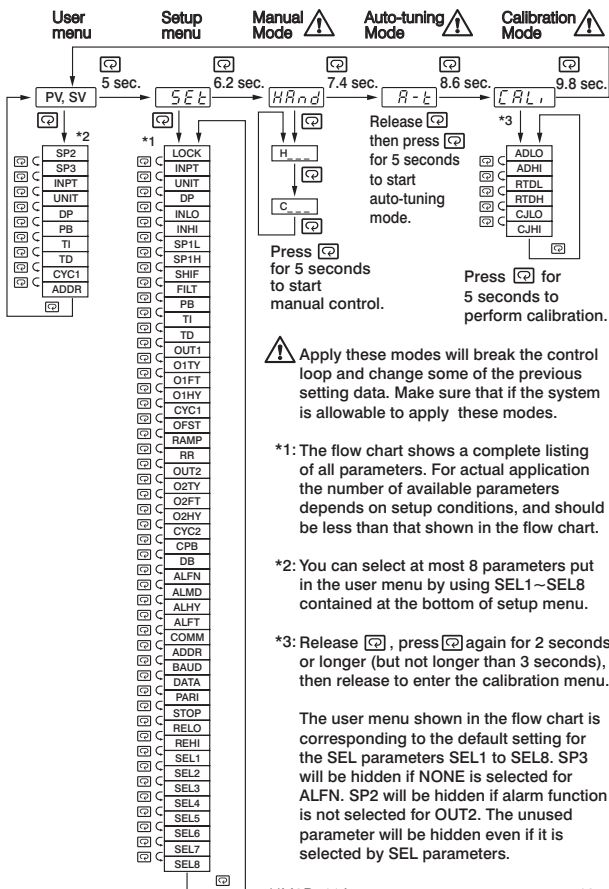 User menu
Setup menu
Manual Mode
Auto-tuning Mode
Calibration Mode
5 sec.
6.2 sec.
7.4 sec.
8.6 sec.
9.8 sec.
PV, SV
SEt
HAnd
A-t
CALi
*2
SP2
SP3
INPT
UNIT
DP
PB
TI
TD
CYC1
ADDR
*1
LOCK
INPT
UNIT
DP
INLO
INHI
SP1L
SP1H
SHIF
FILT
PB
TI
TD
OUT1
O1TY
O1FT
O1HY
CYC1
OFST
RAMP
RR
OUT2
O2TY
O2FT
O2HY
CYC2
CPB
DB
ALFN
ALMD
ALHY
ALFT
COMM
ADDR
BAUD
DATA
PARI
STOP
RELO
REHI
SEL1
SEL2
SEL3
SEL4
SEL5
SEL6
SEL7
SEL8
H_ _ _
C_ _ _
Press
for 5 seconds
to start
manual control.
Release
then press
for 5 seconds
to start
auto-tuning
mode.
*3
ADLO
ADHI
RTDL
RTDH
CJLO
CJHI
Press for
5 seconds to
perform calibration.
Apply these modes will break the control
loop and change some of the previous
setting data. Make sure that if the system
is allowable to apply these modes.
*1: The flow chart shows a complete listing
of all parameters. For actual application
the number of available parameters
depends on setup conditions, and should
be less than that shown in the flow chart.
*2: You can select at most 8 parameters put
in the user menu by using SEL1~SEL8
contained at the bottom of setup menu.
*3: Release , press again for 2 seconds
or longer (but not longer than 3 seconds),
then release to enter the calibration menu.
The user menu shown in the flow chart is
corresponding to the default setting for
the SEL parameters SEL1 to SEL8. SP3
will be hidden if NONE is selected for
ALFN. SP2 will be hidden if alarm function
is not selected for OUT2. The unused
parameter will be hidden even if it is
selected by SEL parameters.